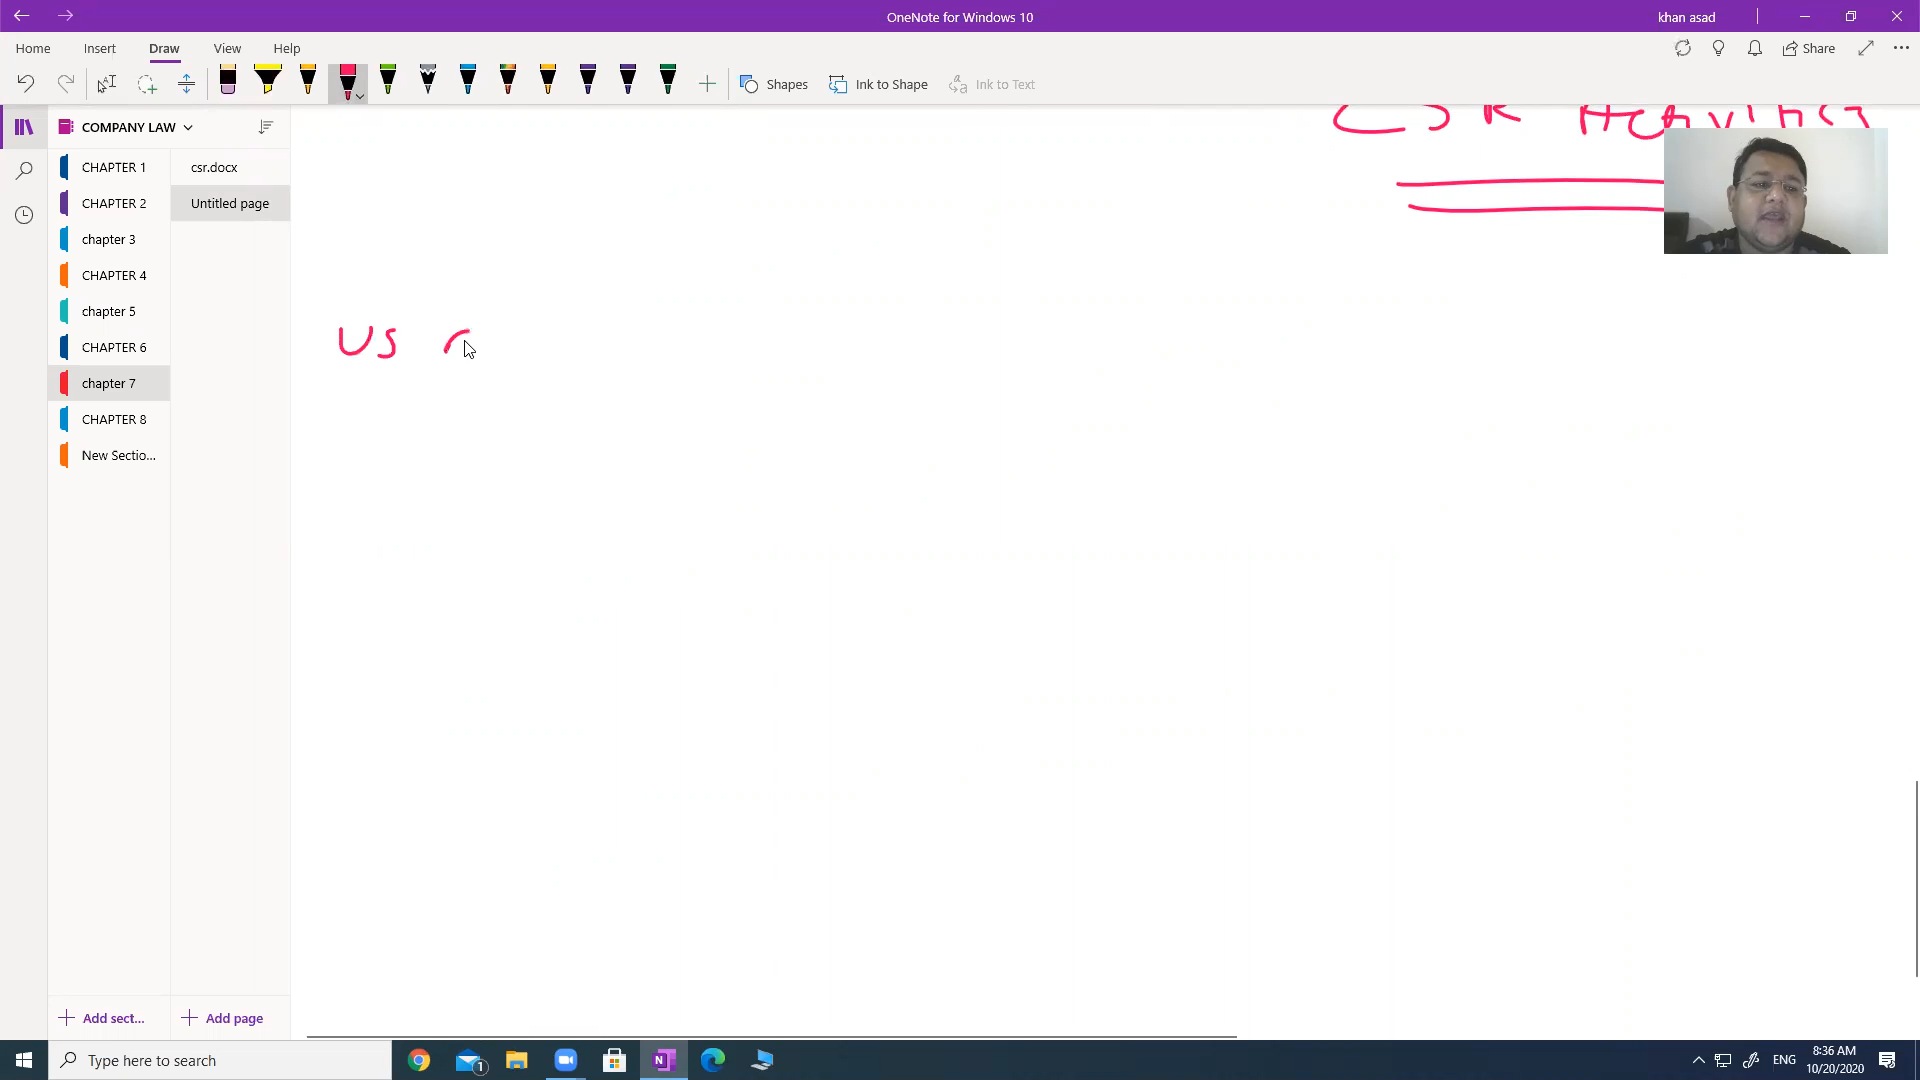 OneNote for Windows 10
khan asad
Home Insert Draw View Help
Share
Shapes Ink to Shape Ink to Text
COMPANY LAW
CHAPTER 1
CHAPTER 2
chapter 3
CHAPTER 4
chapter 5
CHAPTER 6
chapter 7
CHAPTER 8
New Sectio...
Add sect...
csr.docx
Untitled page
Add page
CSR Activities
US
Type here to search
1
ENG
8:36 AM
10/20/2020